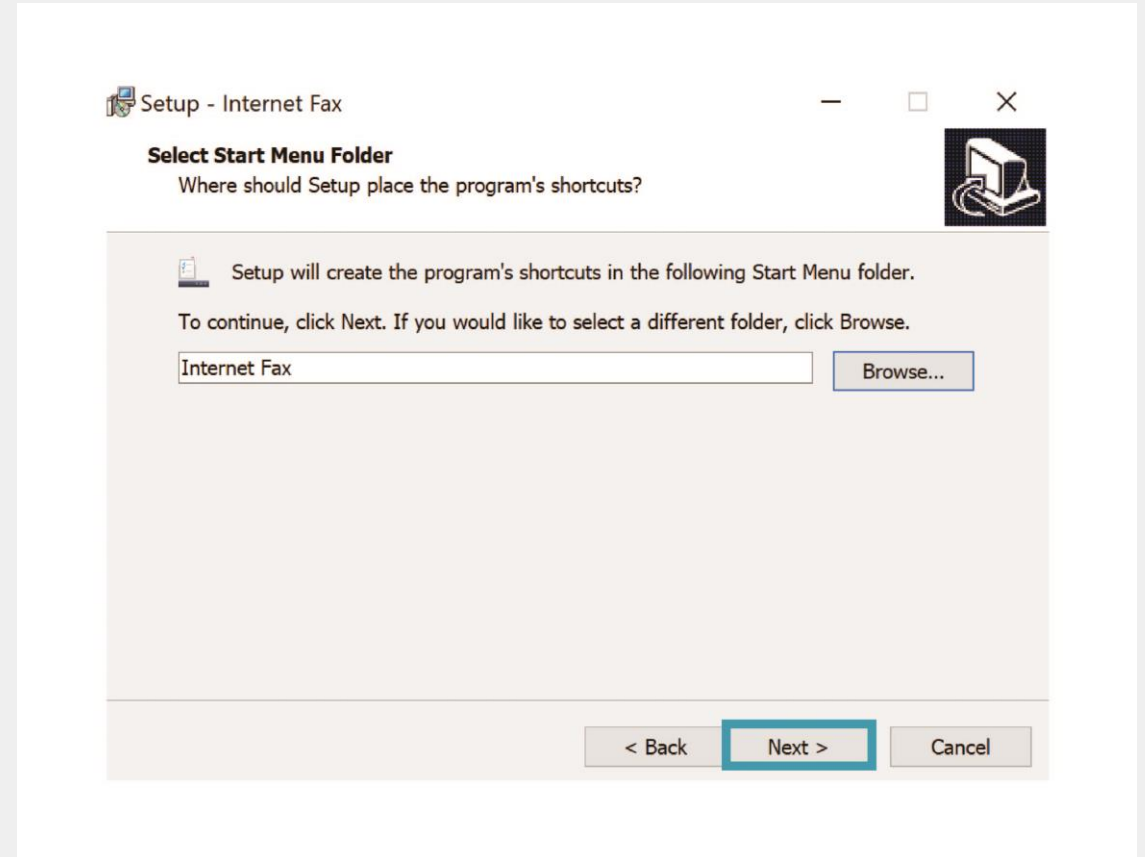 Setup - Internet Fax
Select Start Menu Folder
Where should Setup place the program's shortcuts?
Setup will create the program's shortcuts in the following Start Menu folder.
To continue, click Next. If you would like to select a different folder, click Browse.
Internet Fax
Browse...
< Back
Next >
Cancel